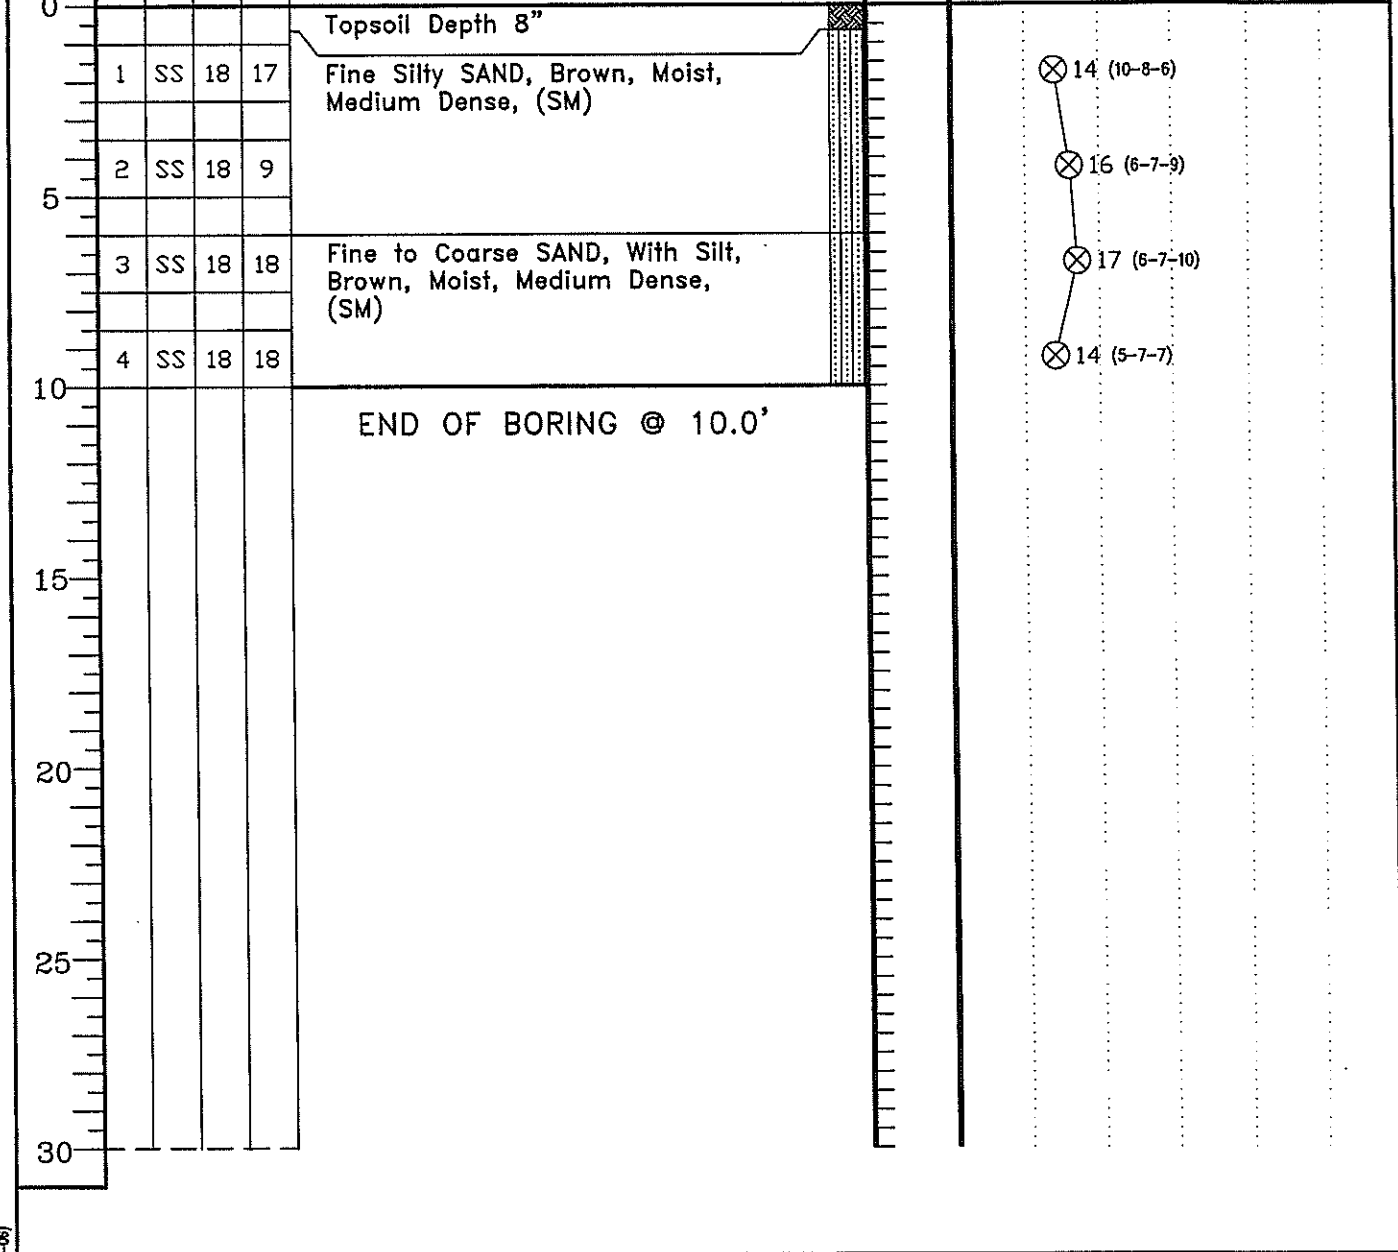 0
Topsoil Depth 8"
1 SS 18 17 Fine Silty SAND, Brown, Moist, 14 (10-8-6)
Medium Dense, (SM)
2 SS 18 9 16 (6-7-9)
5
3 SS 18 18 Fine to Coarse SAND, With Silt, 17 (6-7-10)
Brown, Moist, Medium Dense,
(SM)
4 SS 18 18 14 (5-7-7)
10
END OF BORING @ 10.0'
15
20
25
30